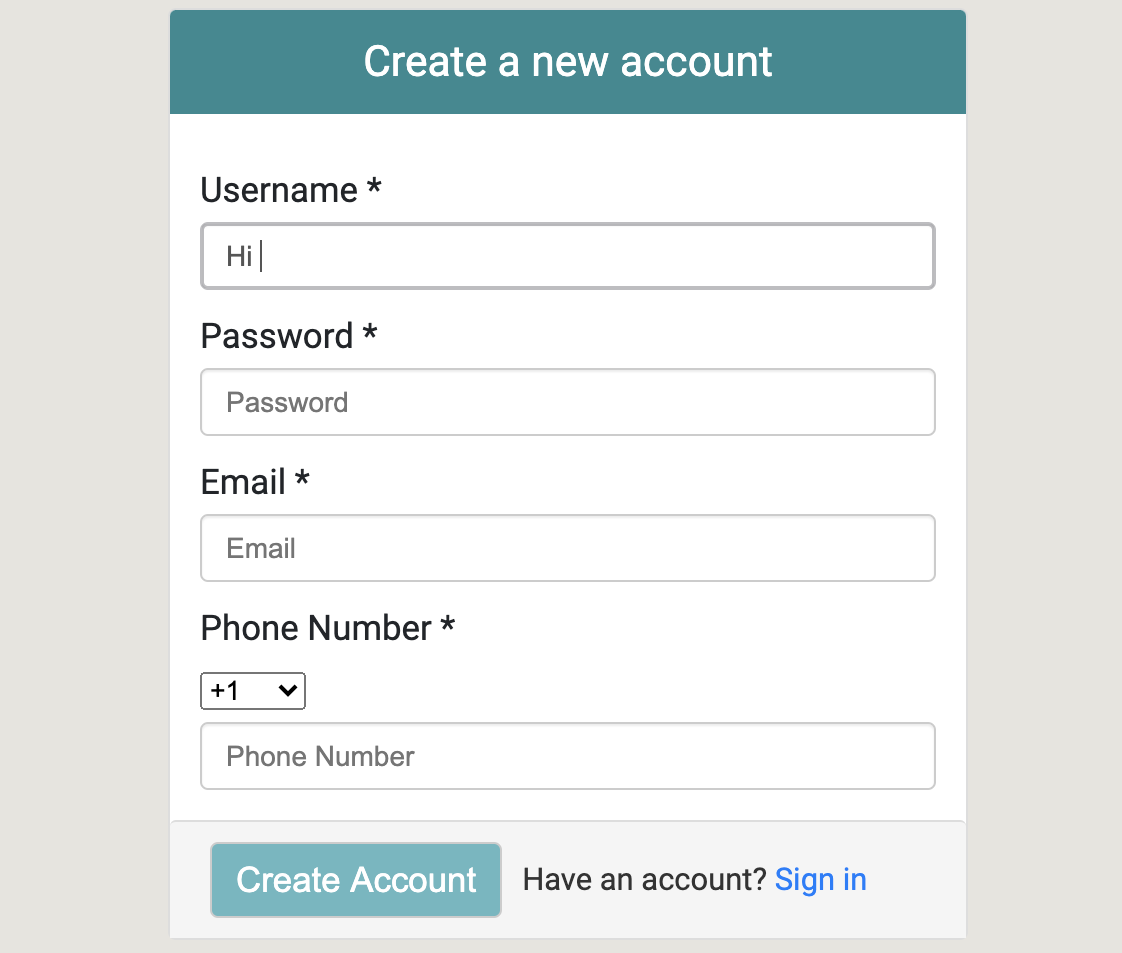 Create a new account
Username *
Hi
Password *
Password
Email *
Email
Phone Number *
+1
Phone Number
Create Account Have an account? Sign in